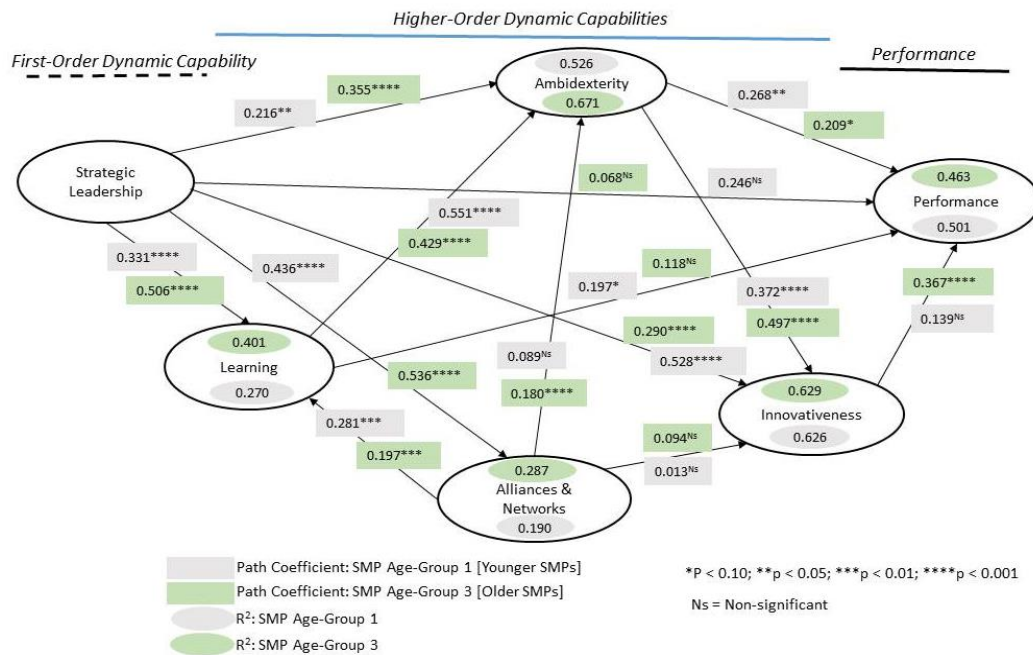 Higher-Order Dynamic Capabilities
First-Order Dynamic Capability
Performance
0.526
Ambidexterity
0.671
0.355****
0.216**
0.268**
0.209*
Strategic
Leadership
0.068Ns
0.246Ns
0.463
Performance
0.501
0.551****
0.429****
0.331****
0.506****
0.436****
0.118Ns
0.197*
0.372****
0.497****
0.367****
0.139Ns
0.290****
0.528****
0.401
Learning
0.270
0.536****
0.089Ns
0.180****
0.629
Innovativeness
0.626
0.281***
0.197***
0.094Ns
0.013Ns
0.287
Alliances &
Networks
0.190
Path Coefficient: SMP Age-Group 1 [Younger SMPs]
Path Coefficient: SMP Age-Group 3 [Older SMPs]
R²: SMP Age-Group 1
R²: SMP Age-Group 3
*P < 0.10; **p < 0.05; ***p < 0.01; ****p < 0.001
Ns = Non-significant